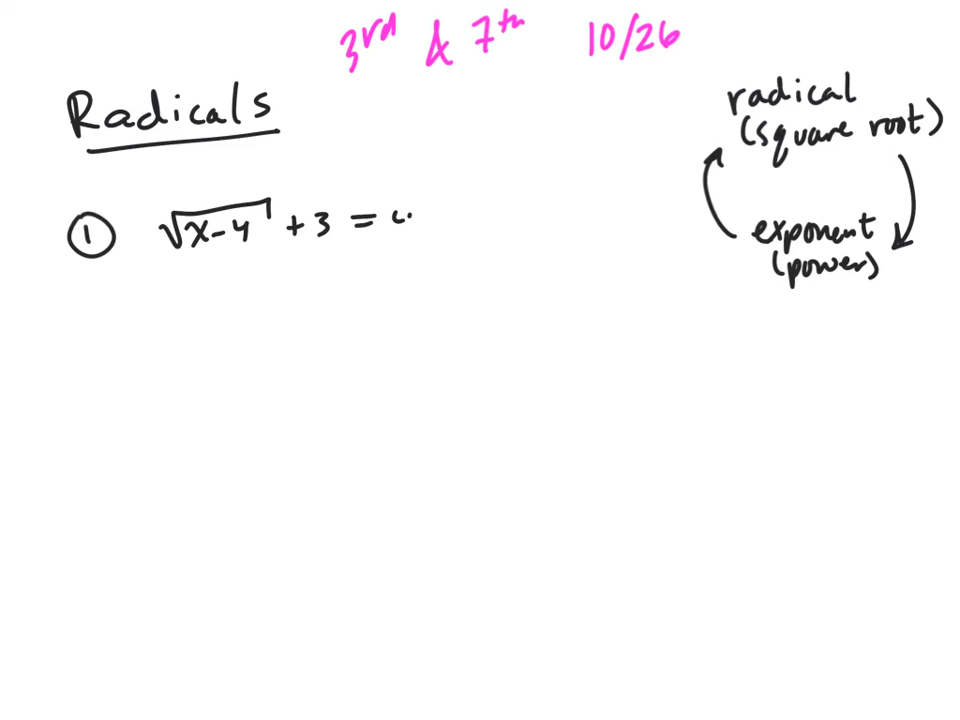 3rd & 7th 10/26
Radicals
radical
(square root)
① √x-4 + 3 =
exponent
(power)